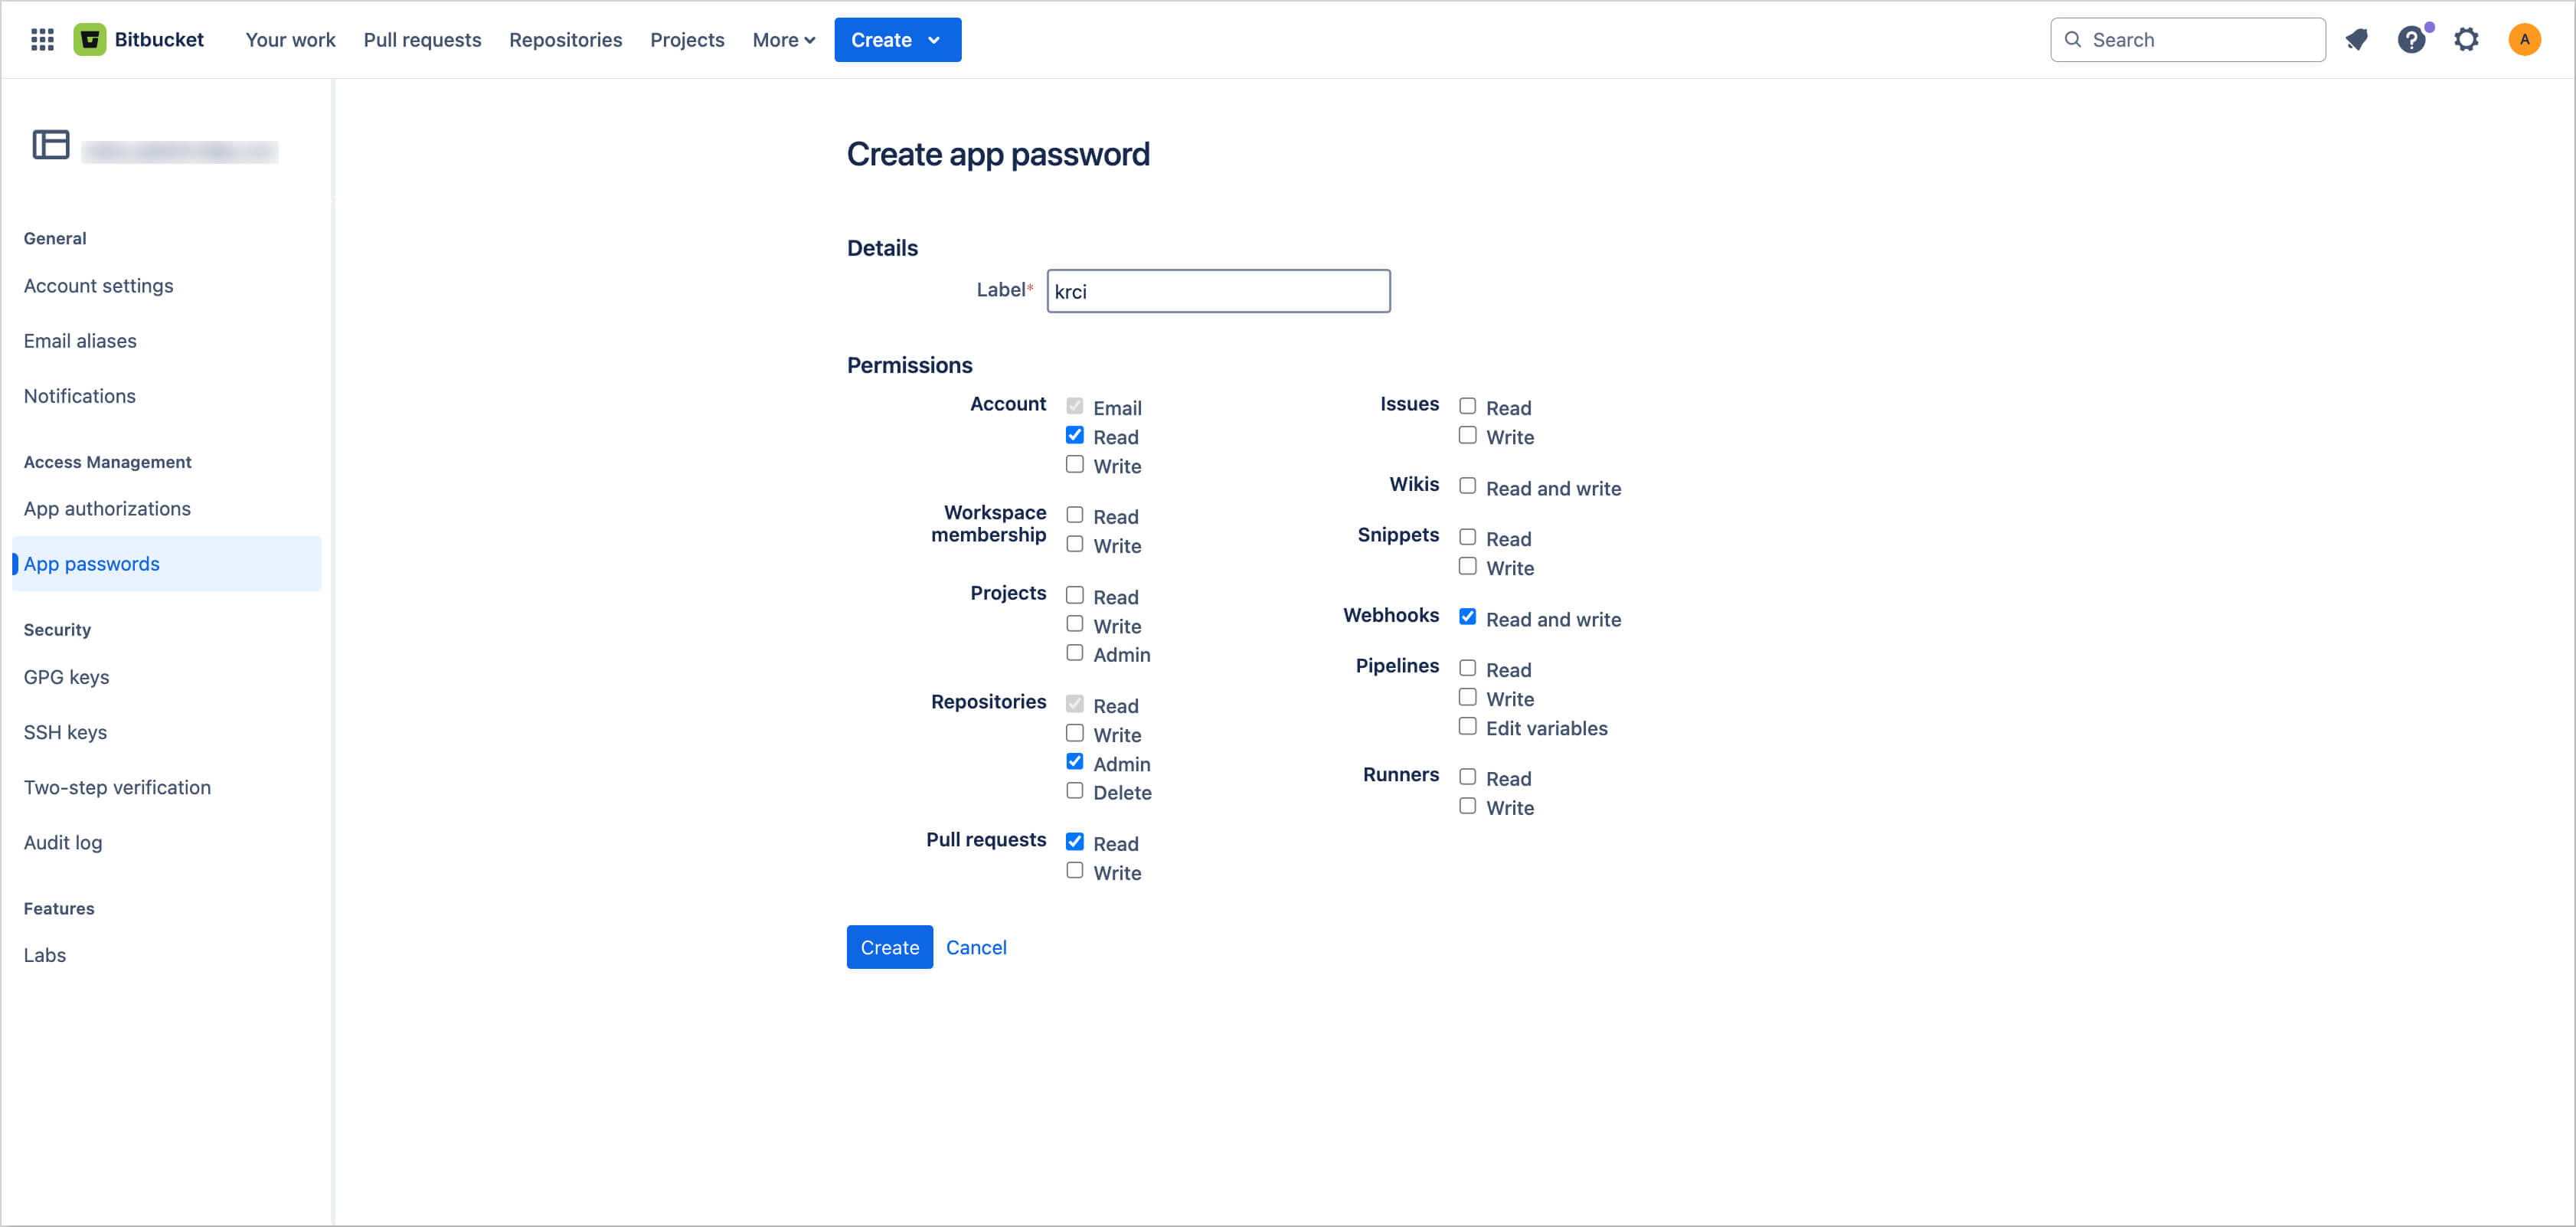 Bitbucket Your work Pull requests Repositories Projects More Create Search A
General
Account settings
Email aliases
Notifications
Access Management
App authorizations
App passwords
Security
GPG keys
SSH keys
Two-step verification
Audit log
Features
Labs
Create app password
Details
Label* krci
Permissions
Account Email
Read
Write
Workspace membership Read
Write
Projects Read
Write
Admin
Repositories Read
Write
Admin
Delete
Pull requests Read
Write
Issues Read
Write
Wikis Read and write
Snippets Read
Write
Webhooks Read and write
Pipelines Read
Write
Edit variables
Runners Read
Write
Create Cancel